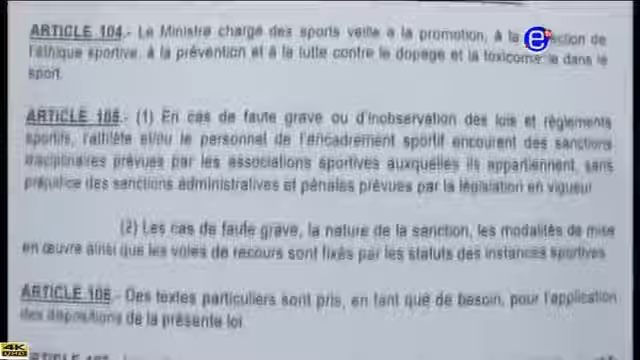 ARTICLE 104.- Le Ministre chargé des sports veille à la promotion, à la ection de
l'éthique sportive, à la prévention et à la lutte contre le dopage et la toxicomanie dans le
sport.
ARTICLE 105.- (1) En cas de faute grave ou d'inobservation des lois et règlements
sportifs, l'athlète et/ou le personnel de l'encadrement sportif encourent des sanctions
disciplinaires prévues par les associations sportives auxquelles ils appartiennent, sans
préjudice des sanctions administratives et pénales prévues par la législation en vigueur
(2) Les cas de faute grave, la nature de la sanction, les modalités de mise
en œuvre ainsi que les voies de recours sont fixés par les statuts des instances sportives
ARTICLE 106.- Des textes particuliers sont pris, en tant que de besoin, pour l'application
des dispositions de la présente loi
4K
UHD